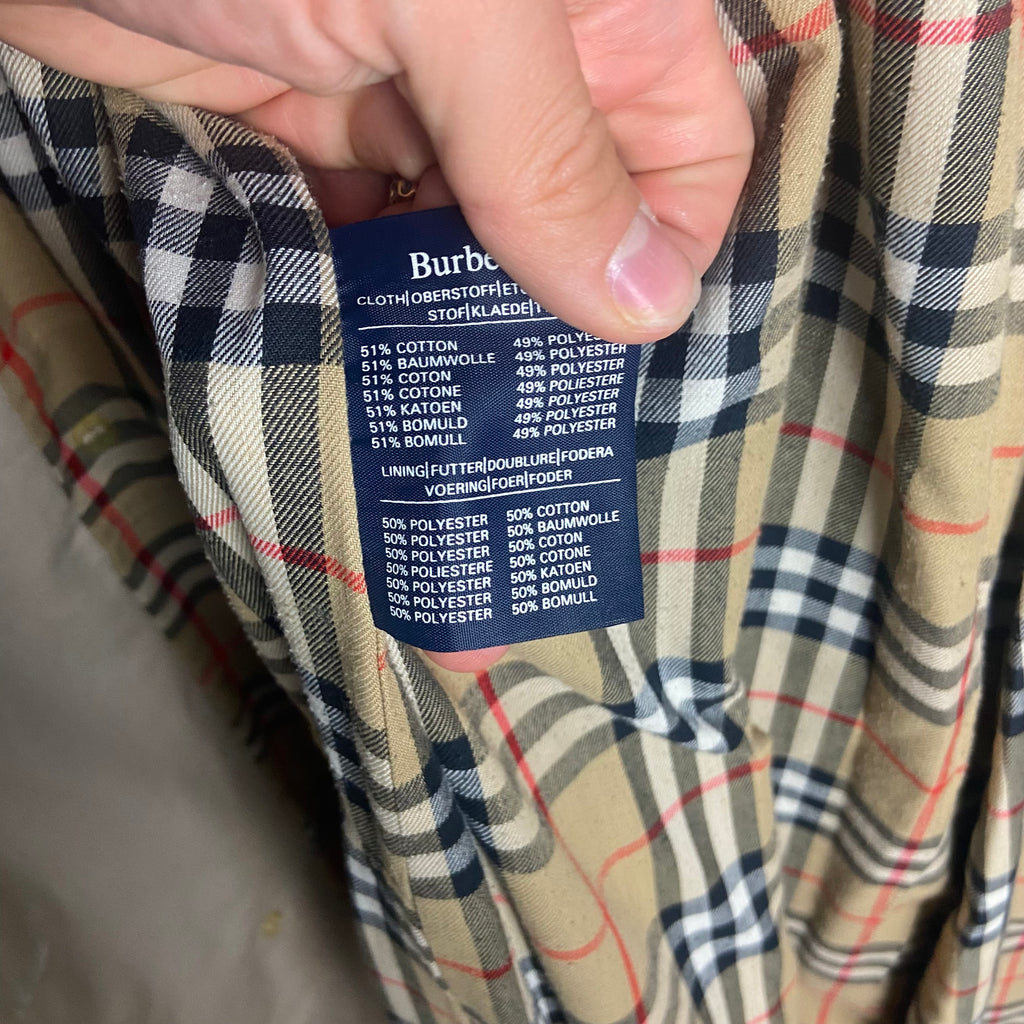 Burbe
CLOTH|OBERSTOFF|
STOF|KLAEDE|
51% COTTON 49% POLYES
51% BAUMWOLLE 49% POLYESTER
51% COTON 49% POLYESTER
51% COTONE 49% POLIESTERE
51% KATOEN 49% POLYESTER
51% BOMULD 49% POLYESTER
51% BOMULL 49% POLYESTER
LINING|FUTTER|DOUBLURE|FODERA
VOERING|FOER|FODER
50% POLYESTER 50% COTTON
50% POLYESTER 50% BAUMWOLLE
50% POLYESTER 50% COTON
50% POLIESTERE 50% COTONE
50% POLYESTER 50% KATOEN
50% POLYESTER 50% BOMULD
50% POLYESTER 50% BOMULL